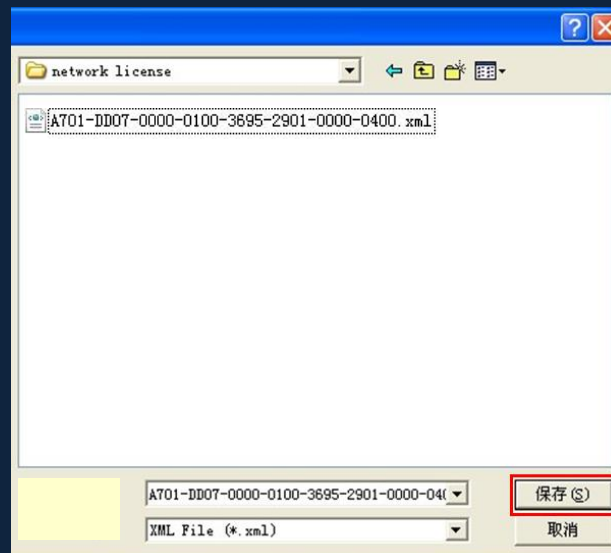 network license
A701-DD07-0000-0100-3695-2901-0000-0400.xml
A701-DD07-0000-0100-3695-2901-0000-04(
保存(S)
XML File (*.xml)
取消